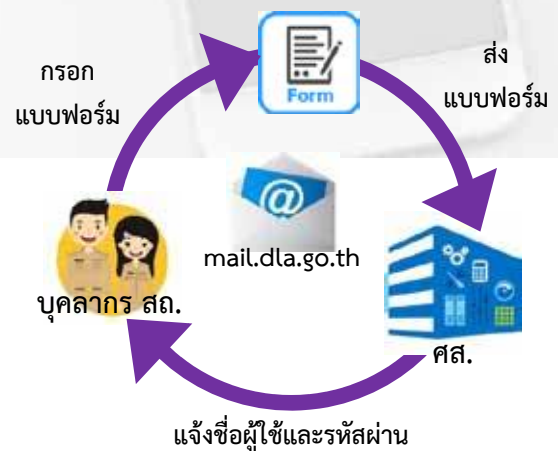 กรอก
แบบฟอร์ม
Form
ส่ง
แบบฟอร์ม
@
mail.dla.go.th
บุคลากร สถ.
ศส.
แจ้งชื่อผู้ใช้และรหัสผ่าน